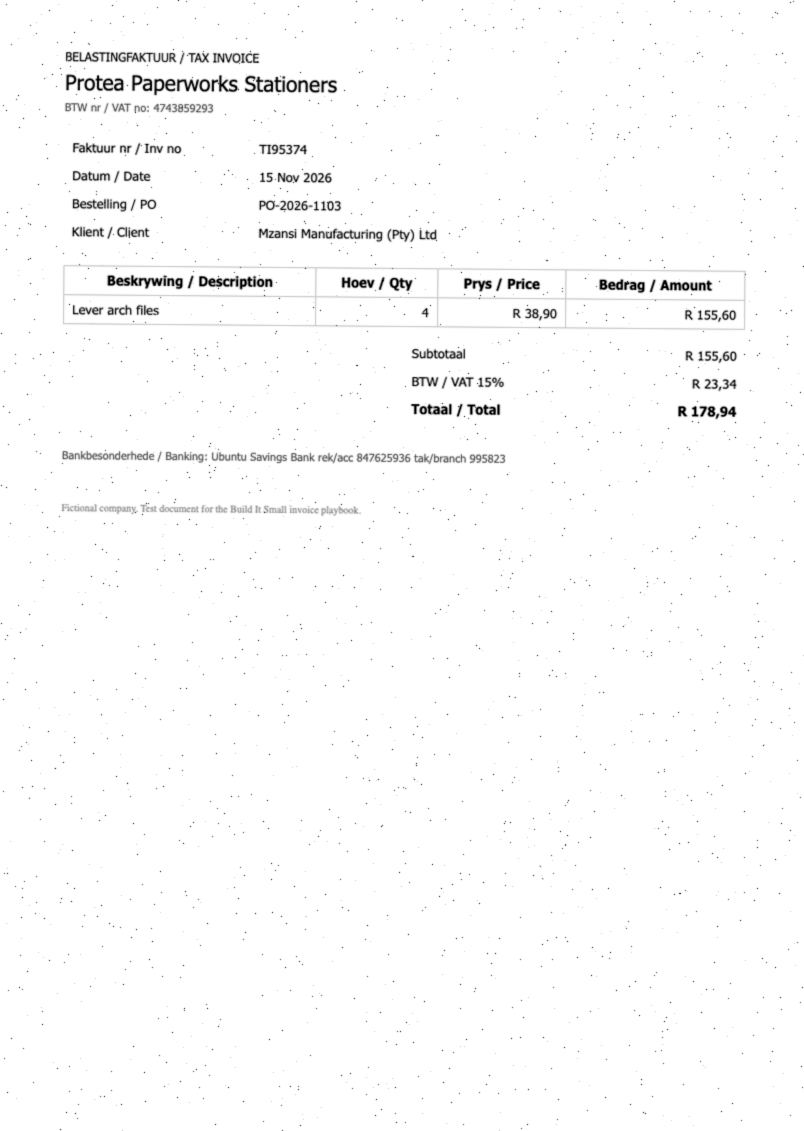 BELASTINGFAKTUUR / TAX INVOICE
Protea Paperworks Stationers
BTW nr / VAT no: 4743859293
Faktuur nr / Inv no TI95374
Datum / Date 15 Nov 2026
Bestelling / PO PO-2026-1103
Klient / Client Mzansi Manufacturing (Pty) Ltd
Beskrywing / Description Hoev / Qty Prys / Price Bedrag / Amount
Lever arch files 4 R 38,90 R 155,60
Subtotaal R 155,60
BTW / VAT 15% R 23,34
Totaal / Total R 178,94
Bankbesonderhede / Banking: Ubuntu Savings Bank rek/acc 847625936 tak/branch 995823
Fictional company. Test document for the Build It Small invoice playbook.